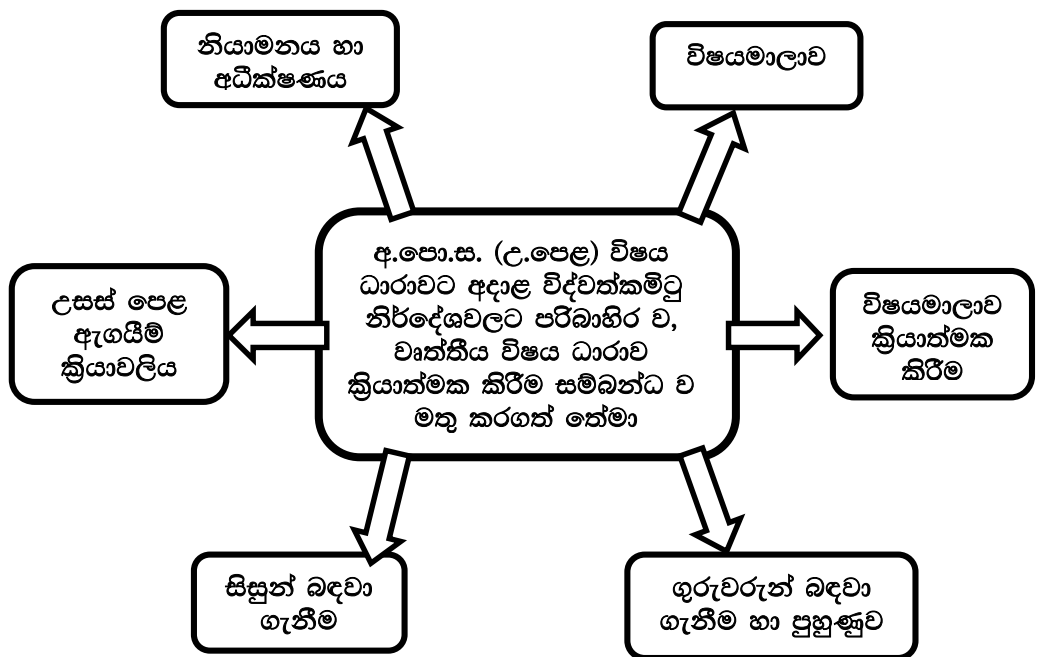 නියාමනය හා
අධීක්ෂණය
විෂයමාලාව
අ.පො.ස. (උ.පෙළ) විෂය
ධාරාවට අදාළ විද්වත්කමිටු
නිර්දේශවලට පරිබාහිර ව,
වෘත්තීය විෂය ධාරාව
ක්‍රියාත්මක කිරීම සම්බන්ධ ව
මතු කරගත් තේමා
උසස් පෙළ
ඇගයීම්
ක්‍රියාවලිය
විෂයමාලාව
ක්‍රියාත්මක
කිරීම
සිසුන් බඳවා
ගැනීම
ගුරුවරුන් බඳවා
ගැනීම හා පුහුණුව